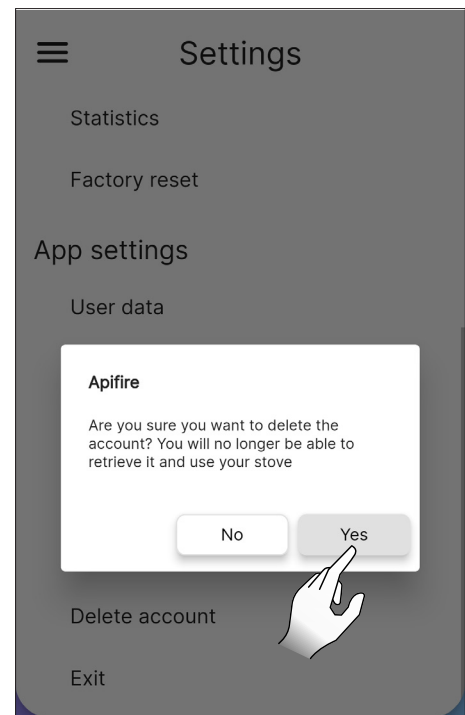 Settings
Statistics
Factory reset
App settings
User data
Apifire
Are you sure you want to delete the
account? You will no longer be able to
retrieve it and use your stove
No
Yes
Delete account
Exit